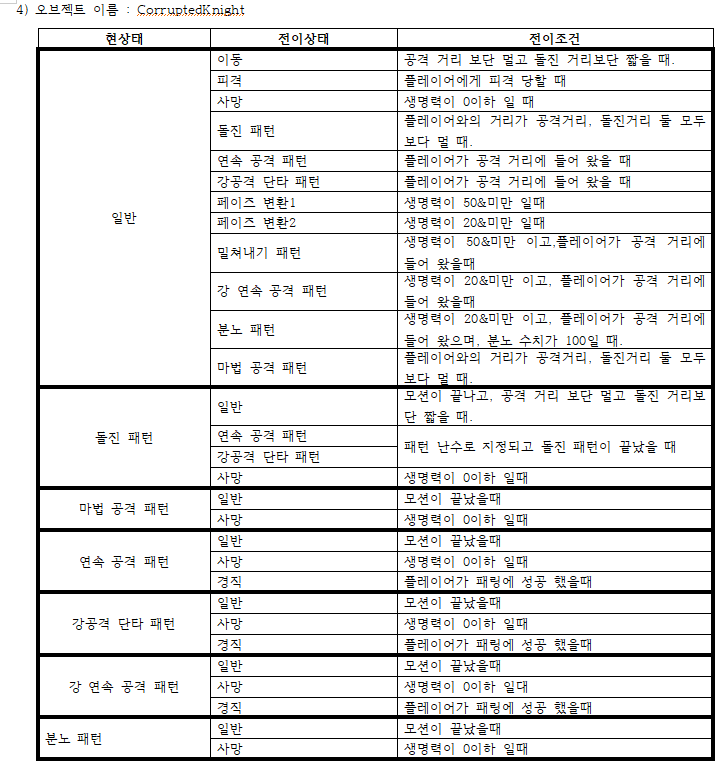 4) 오브젝트 이름 : CorruptedKnight
현상태 전이상태 전이조건
일반
이동 공격 거리 보단 멀고 돌진 거리보단 짧을 때.
피격 플레이어에게 피격 당할 때
사망 생명력이 0이하 일 때
돌진 패턴 플레이어와의 거리가 공격거리, 돌진거리 둘 모두
보다 멀 때.
연속 공격 패턴 플레이어가 공격 거리에 들어 왔을 때
강공격 단타 패턴 플레이어가 공격 거리에 들어 왔을 때
페이즈 변환1 생명력이 50&미만 일때
페이즈 변환2 생명력이 20&미만 일때
밀쳐내기 패턴 생명력이 50&미만 이고,플레이어가 공격 거리에
들어 왔을때
강 연속 공격 패턴 생명력이 20&미만 이고, 플레이어가 공격 거리에
들어 왔을때
분노 패턴 생명력이 20&미만 이고, 플레이어가 공격 거리에
들어 왔으며, 분노 수치가 100일 때.
마법 공격 패턴 플레이어와의 거리가 공격거리, 돌진거리 둘 모두
보다 멀 때.
돌진 패턴
일반 모션이 끝나고, 공격 거리 보단 멀고 돌진 거리보
단 짧을 때.
연속 공격 패턴
강공격 단타 패턴
패턴 난수로 지정되고 돌진 패턴이 끝났을 때
사망 생명력이 0이하 일때
마법 공격 패턴
일반 모션이 끝났을때
사망 생명력이 0이하 일때
연속 공격 패턴
일반 모션이 끝났을때
사망 생명력이 0이하 일때
경직 플레이어가 패링에 성공 했을때
강공격 단타 패턴
일반 모션이 끝났을때
사망 생명력이 0이하 일때
경직 플레이어가 패링에 성공 했을때
강 연속 공격 패턴
일반 모션이 끝났을때
사망 생명력이 0이하 일대
경직 플레이어가 패링에 성공 했을때
분노 패턴
일반 모션이 끝났을때
사망 생명력이 0이하 일때